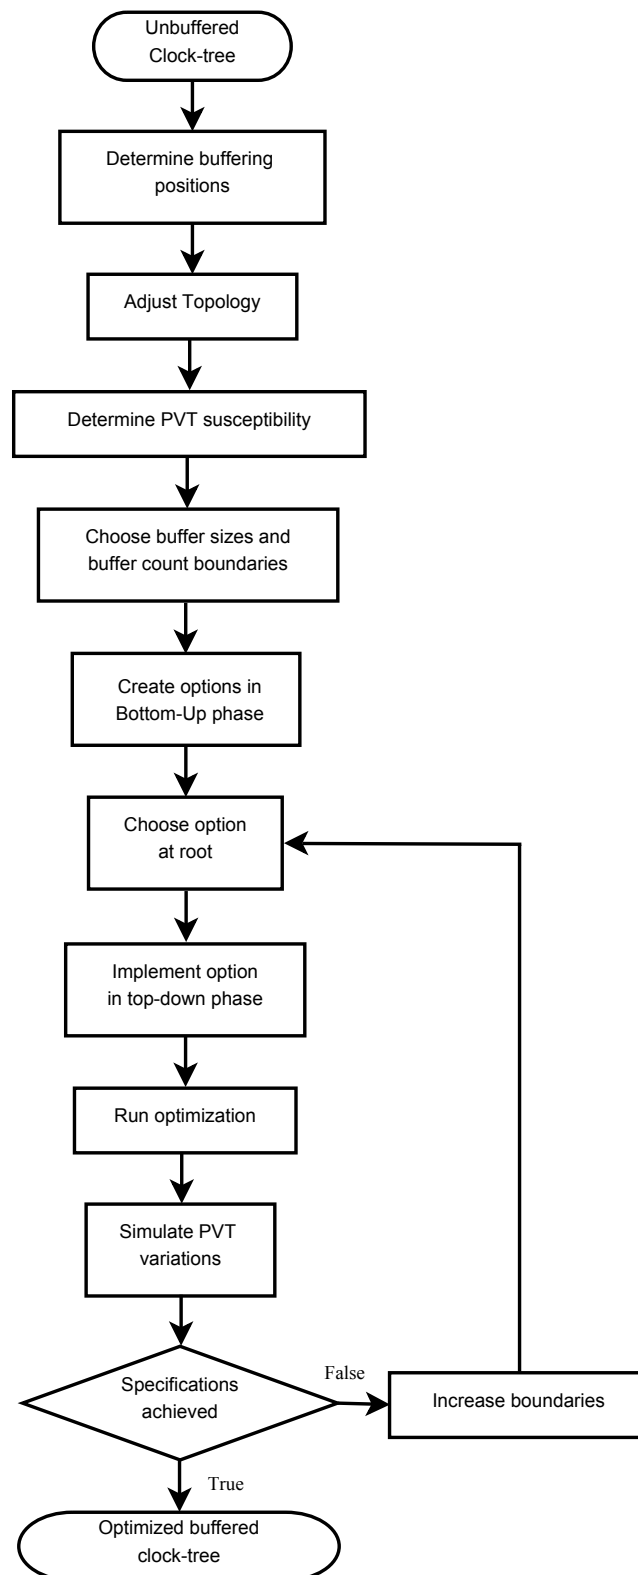 Unbuffered
Clock-tree
Determine buffering
positions
Adjust Topology
Determine PVT susceptibility
Choose buffer sizes and
buffer count boundaries
Create options in
Bottom-Up phase
Choose option
at root
Implement option
in top-down phase
Run optimization
Simulate PVT
variations
Specifications
achieved
False
Increase boundaries
True
Optimized buffered
clock-tree